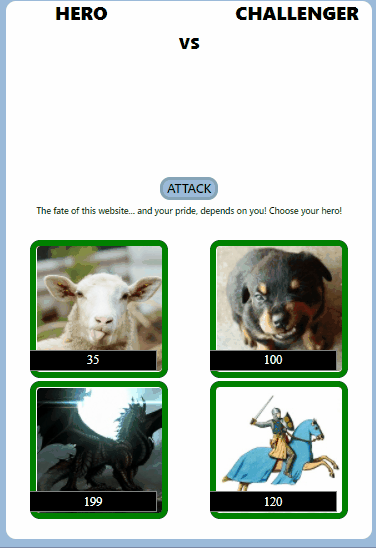 HERO CHALLENGER
VS
ATTACK
The fate of this website... and your pride, depends on you! Choose your hero!
35 100
199 120